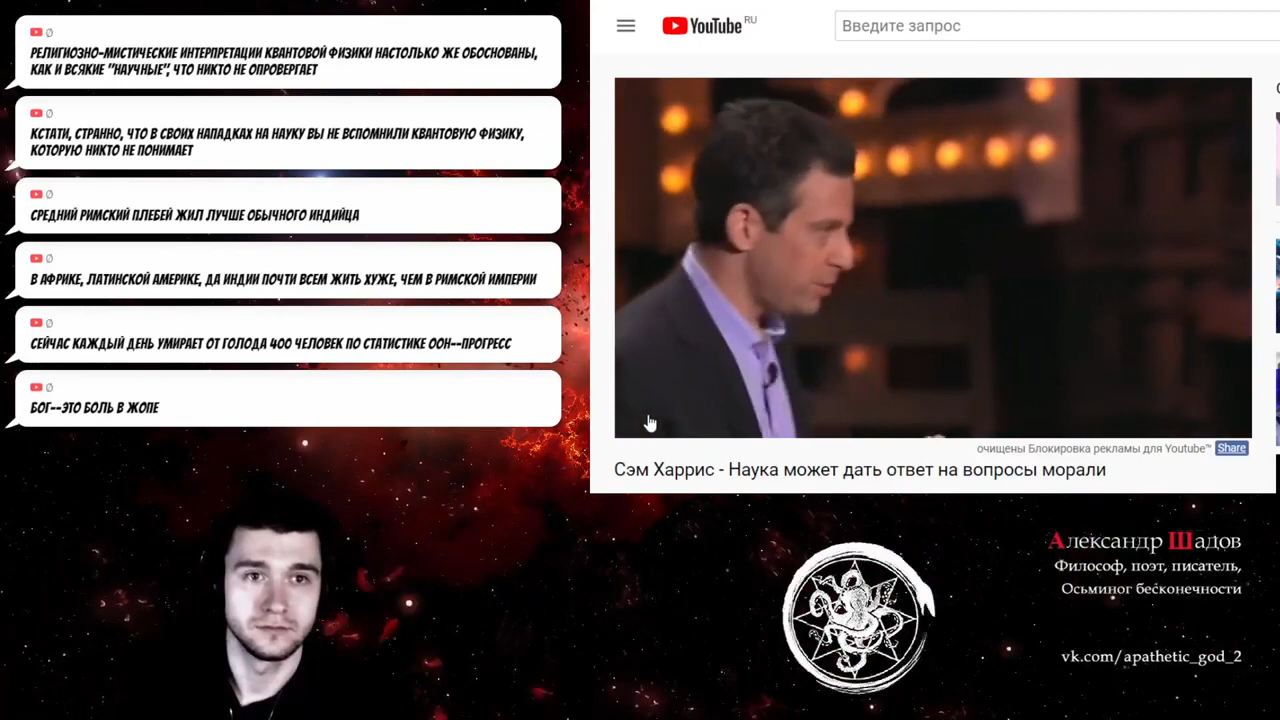 Ø
РЕЛИГИОЗНО-МИСТИЧЕСКИЕ ИНТЕРПРЕТАЦИИ КВАНТОВОЙ ФИЗИКИ НАСТОЛЬКО ЖЕ ОБОСНОВАНЫ,
КАК И ВСЯКИЕ "НАУЧНЫЕ", ЧТО НИКТО НЕ ОПРОВЕРГАЕТ
Ø
КСТАТИ, СТРАННО, ЧТО В СВОИХ НАПАДКАХ НА НАУКУ ВЫ НЕ ВСПОМНИЛИ КВАНТОВУЮ ФИЗИКУ,
КОТОРУЮ НИКТО НЕ ПОНИМАЕТ
Ø
СРЕДНИЙ РИМСКИЙ ПЛЕБЕЙ ЖИЛ ЛУЧШЕ ОБЫЧНОГО ИНДИЙЦА
Ø
В АФРИКЕ, ЛАТИНСКОЙ АМЕРИКЕ, ДА ИНДИИ ПОЧТИ ВСЕМ ЖИТЬ ХУЖЕ, ЧЕМ В РИМСКОЙ ИМПЕРИИ
Ø
СЕЙЧАС КАЖДЫЙ ДЕНЬ УМИРАЕТ ОТ ГОЛОДА 400 ЧЕЛОВЕК ПО СТАТИСТИКЕ ООН--ПРОГРЕСС
Ø
БОГ--ЭТО БОЛЬ В ЖОПЕ
YouTube RU
Введите запрос
очищены Блокировка рекламы для Youtube™ Share
Сэм Харрис - Наука может дать ответ на вопросы морали
Александр Шадов
Философ, поэт, писатель,
Осьминог бесконечности
vk.com/apathetic_god_2